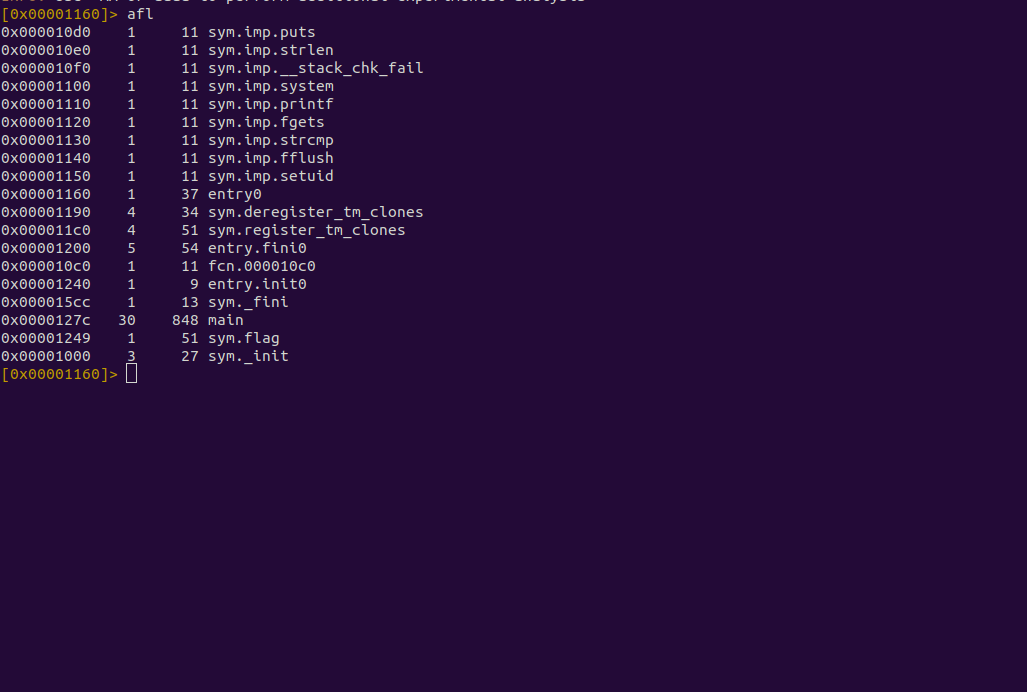 [0x00001160]> afl
0x000010d0    1     11 sym.imp.puts
0x000010e0    1     11 sym.imp.strlen
0x000010f0    1     11 sym.imp.__stack_chk_fail
0x00001100    1     11 sym.imp.system
0x00001110    1     11 sym.imp.printf
0x00001120    1     11 sym.imp.fgets
0x00001130    1     11 sym.imp.strcmp
0x00001140    1     11 sym.imp.fflush
0x00001150    1     11 sym.imp.setuid
0x00001160    1     37 entry0
0x00001190    4     34 sym.deregister_tm_clones
0x000011c0    4     51 sym.register_tm_clones
0x00001200    5     54 entry.fini0
0x000010c0    1     11 fcn.000010c0
0x00001240    1      9 entry.init0
0x000015cc    1     13 sym._fini
0x0000127c   30    848 main
0x00001249    1     51 sym.flag
0x00001000    3     27 sym._init
[0x00001160]>